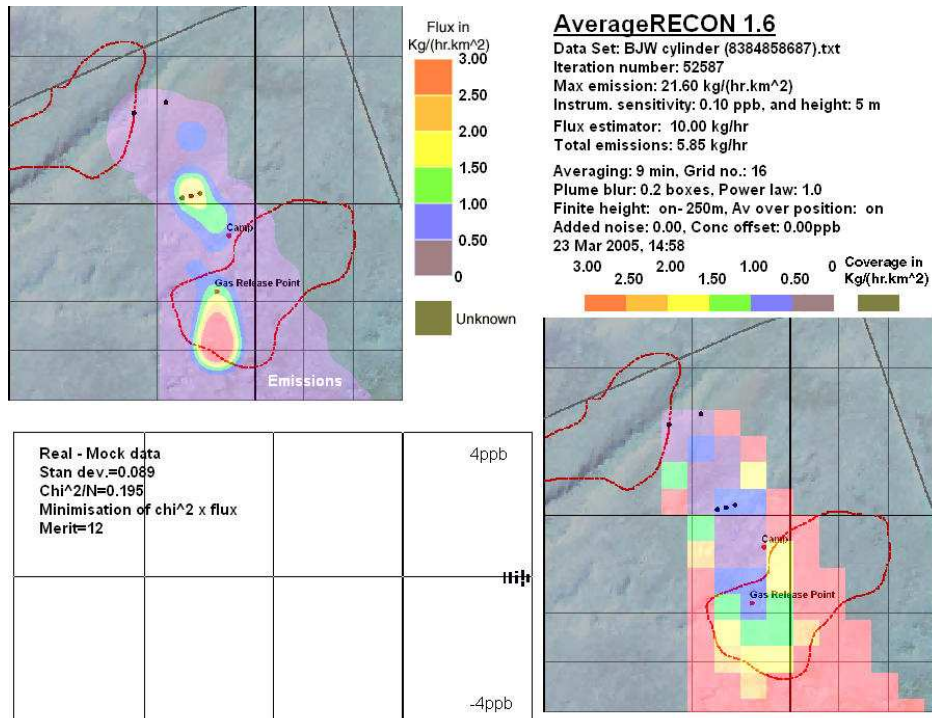 Flux in
Kg/(hr.km^2)
3.00
2.50
2.00
1.50
1.00
0.50
0
Unknown
Camp
Gas Release Point
Emissions
AverageRECON 1.6
Data Set: BJW cylinder (8384858687).txt
Iteration number: 52587
Max emission: 21.60 kg/(hr.km^2)
Instrum. sensitivity: 0.10 ppb, and height: 5 m
Flux estimator: 10.00 kg/hr
Total emissions: 5.85 kg/hr
Averaging: 9 min, Grid no.: 16
Plume blur: 0.2 boxes, Power law: 1.0
Finite height: on- 250m, Av over position: on
Added noise: 0.00, Conc offset: 0.00ppb
23 Mar 2005, 14:58
3.00 2.00 1.00 0 Coverage in
2.50 1.50 0.50 Kg/(hr.km^2)
Camp
Gas Release Point
Real - Mock data
Stan dev.=0.089
Chi^2/N=0.195
Minimisation of chi^2 x flux
Merit=12
4ppb
-4ppb